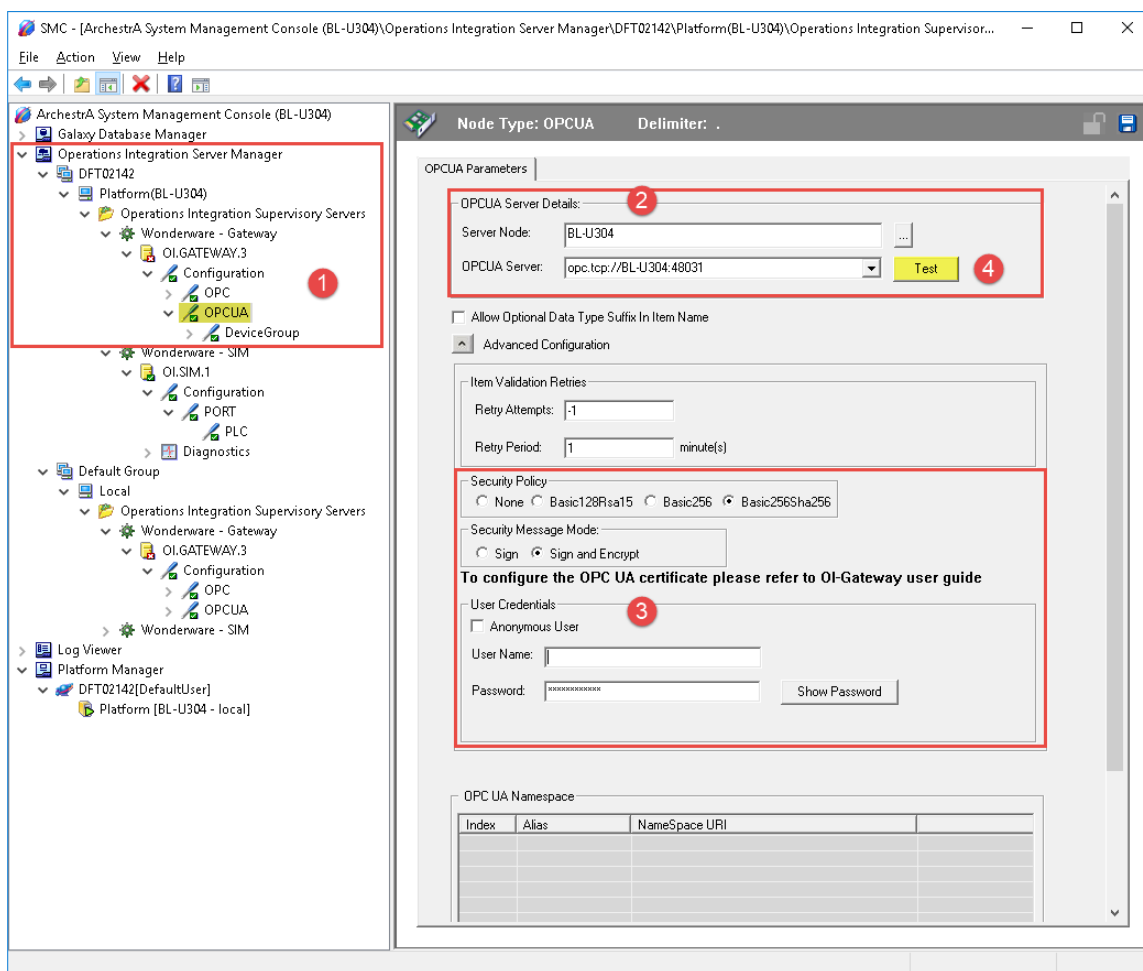 SMC - [ArchestrA System Management Console (BL-U304)\Operations Integration Server Manager\DFT02142\Platform(BL-U304)\Operations Integration Supervisor...
File Action View Help
ArchestrA System Management Console (BL-U304)
Galaxy Database Manager
Operations Integration Server Manager
DFT02142
Platform(BL-U304)
Operations Integration Supervisory Servers
Wonderware - Gateway
OI.GATEWAY.3
Configuration
1
OPC
OPCUA
DeviceGroup
Wonderware - SIM
OI.SIM.1
Configuration
PORT
PLC
Diagnostics
Default Group
Local
Operations Integration Supervisory Servers
Wonderware - Gateway
OI.GATEWAY.3
Configuration
OPC
OPCUA
Wonderware - SIM
Log Viewer
Platform Manager
DFT02142[DefaultUser]
Platform [BL-U304 - local]
Node Type: OPCUA Delimiter: .
OPCUA Parameters
OPCUA Server Details:
2
Server Node: BL-U304 ...
OPCUA Server: opc.tcp://BL-U304:48031 Test 4
Allow Optional Data Type Suffix In Item Name
Advanced Configuration
Item Validation Retries
Retry Attempts: -1
Retry Period: 1 minute(s)
Security Policy
None Basic128Rsa15 Basic256 Basic256Sha256
Security Message Mode:
Sign Sign and Encrypt
To configure the OPC UA certificate please refer to OI-Gateway user guide
User Credentials
3
Anonymous User
User Name:
Password: ************ Show Password
OPC UA Namespace
Index Alias NameSpace URI